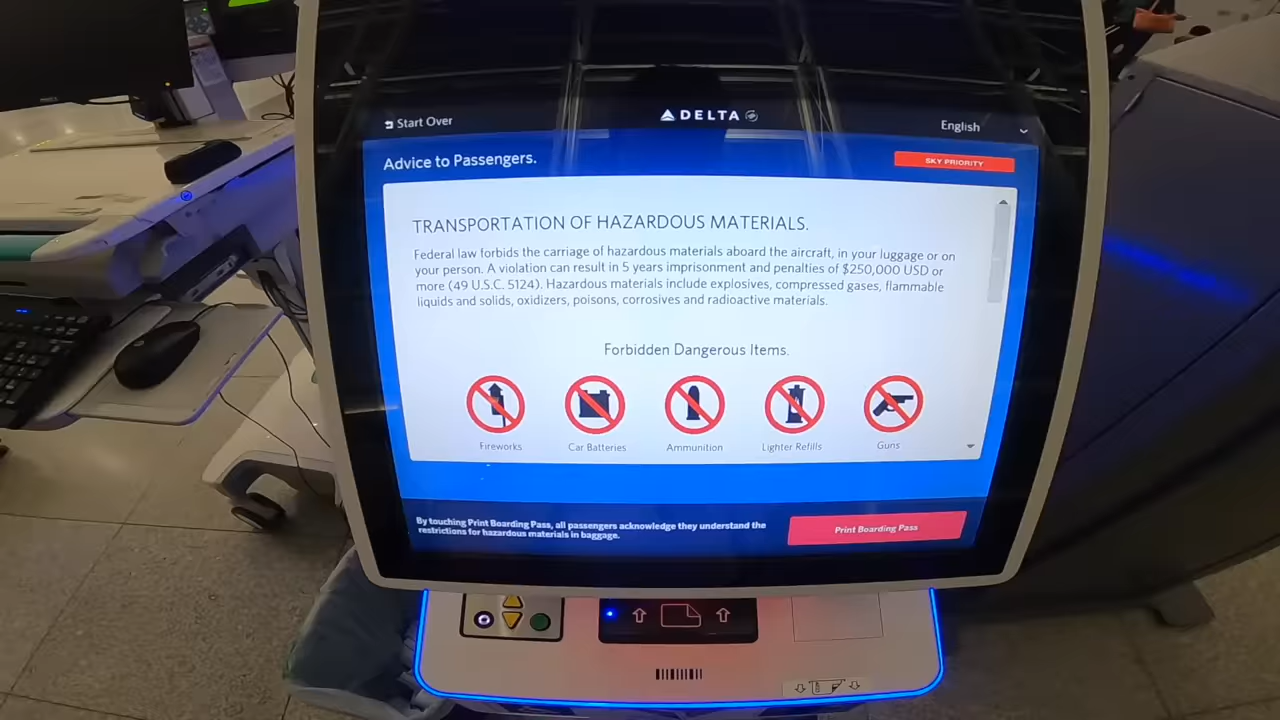 Start Over
DELTA
English
Advice to Passengers.
SKY PRIORITY
TRANSPORTATION OF HAZARDOUS MATERIALS.
Federal law forbids the carriage of hazardous materials aboard the aircraft, in your luggage or on
your person. A violation can result in 5 years imprisonment and penalties of $250,000 USD or
more (49 U.S.C. 5124). Hazardous materials include explosives, compressed gases, flammable
liquids and solids, oxidizers, poisons, corrosives and radioactive materials.
Forbidden Dangerous Items.
Fireworks
Car Batteries
Ammunition
Lighter Refills
Guns
By touching Print Boarding Pass, all passengers acknowledge they understand the
restrictions for hazardous materials in baggage.
Print Boarding Pass